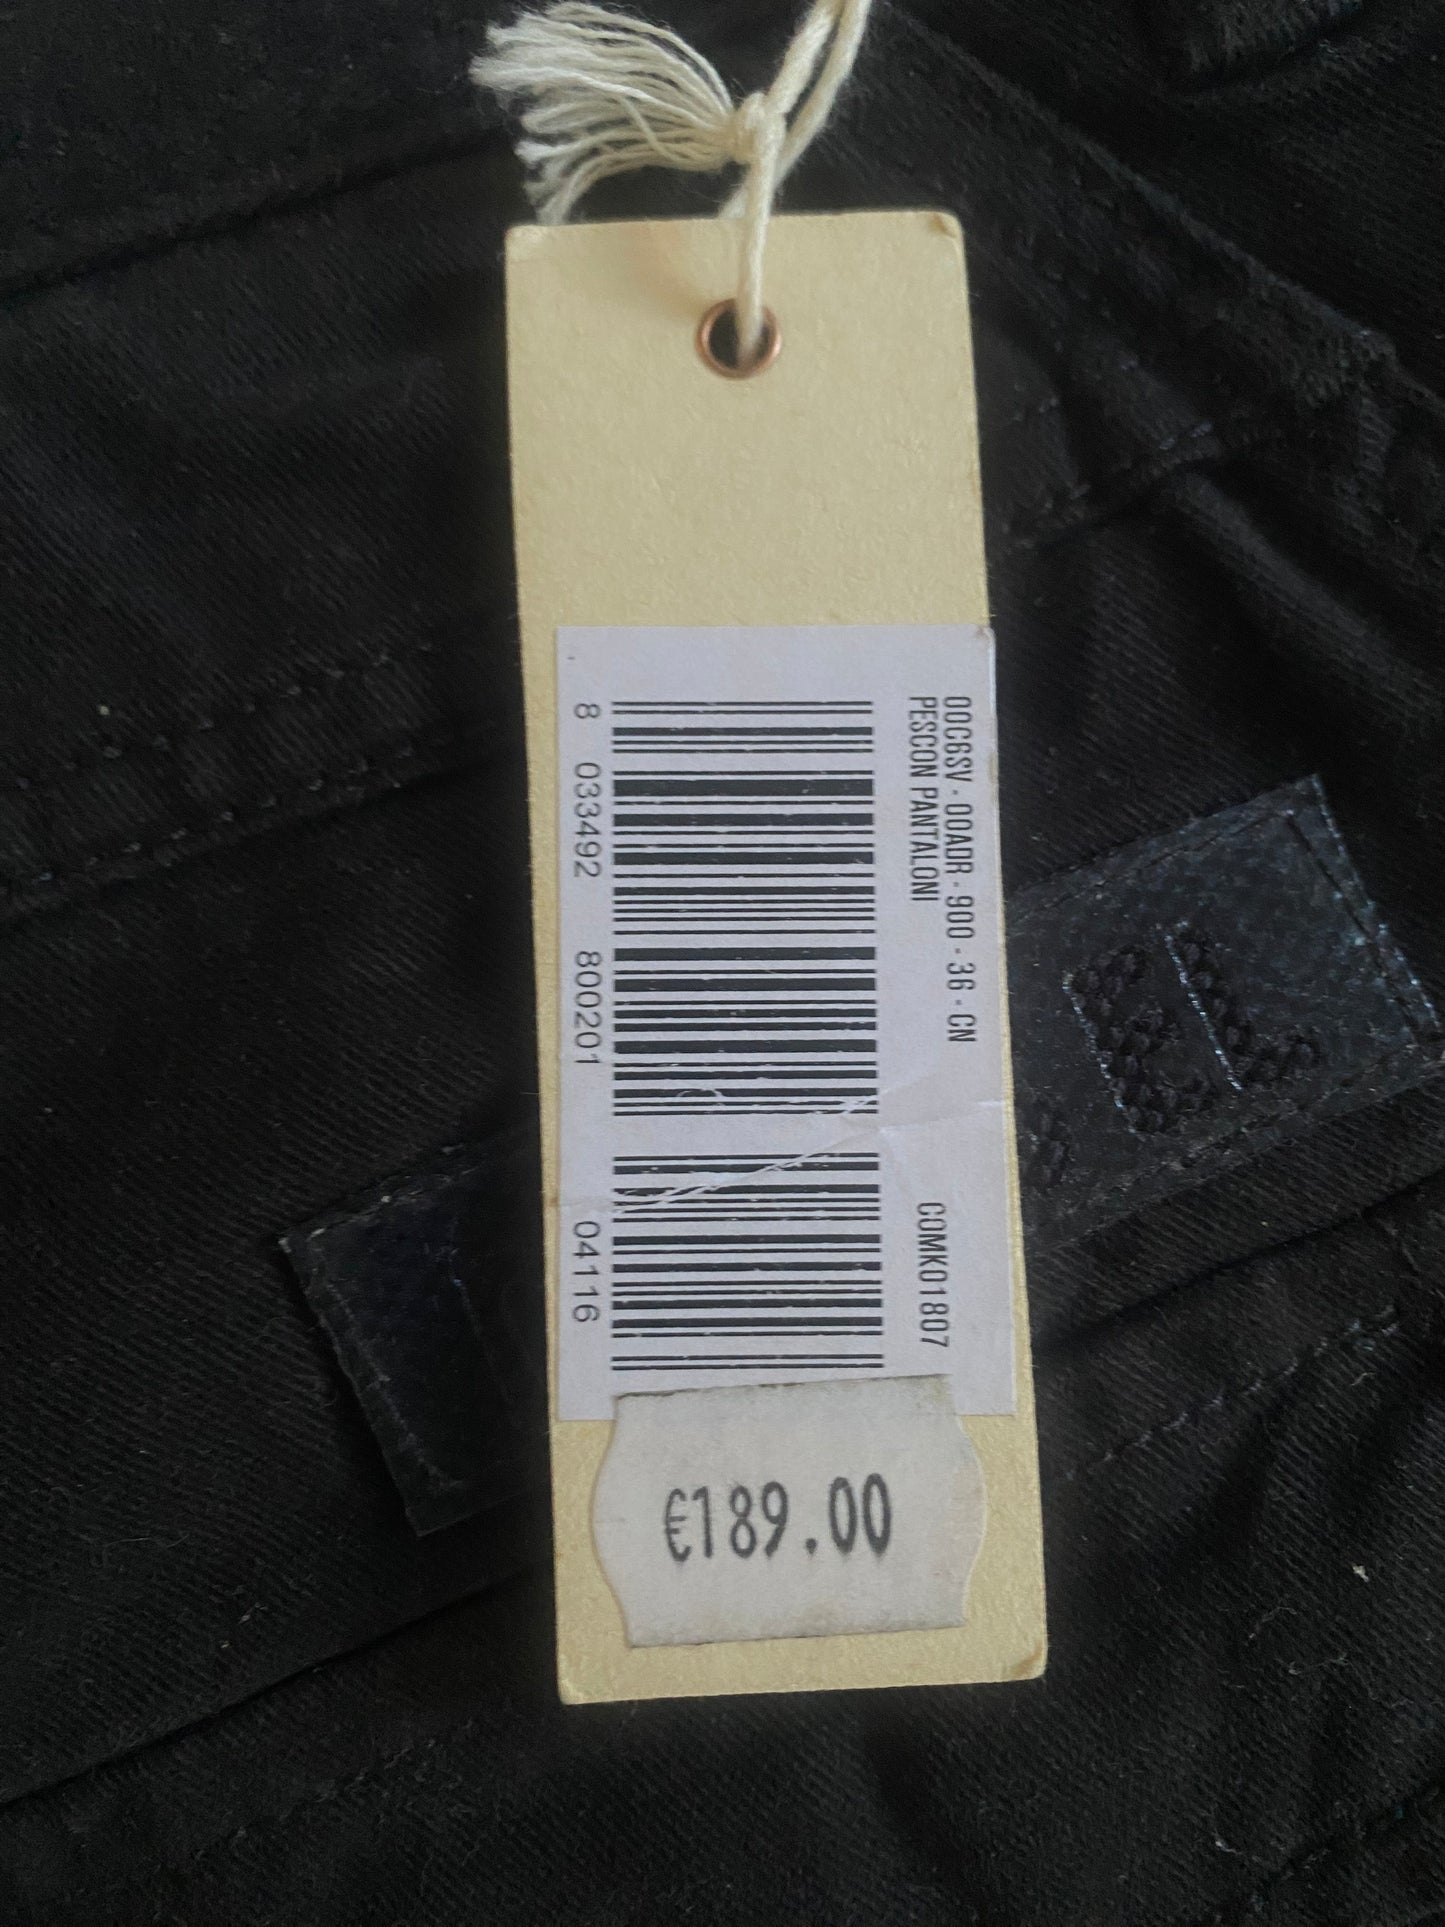 00C6SV - 00ADR - 900 - 36 - CN
PESCON PANTALONI
COMK01807
8 033492 800201 04116
€189.00